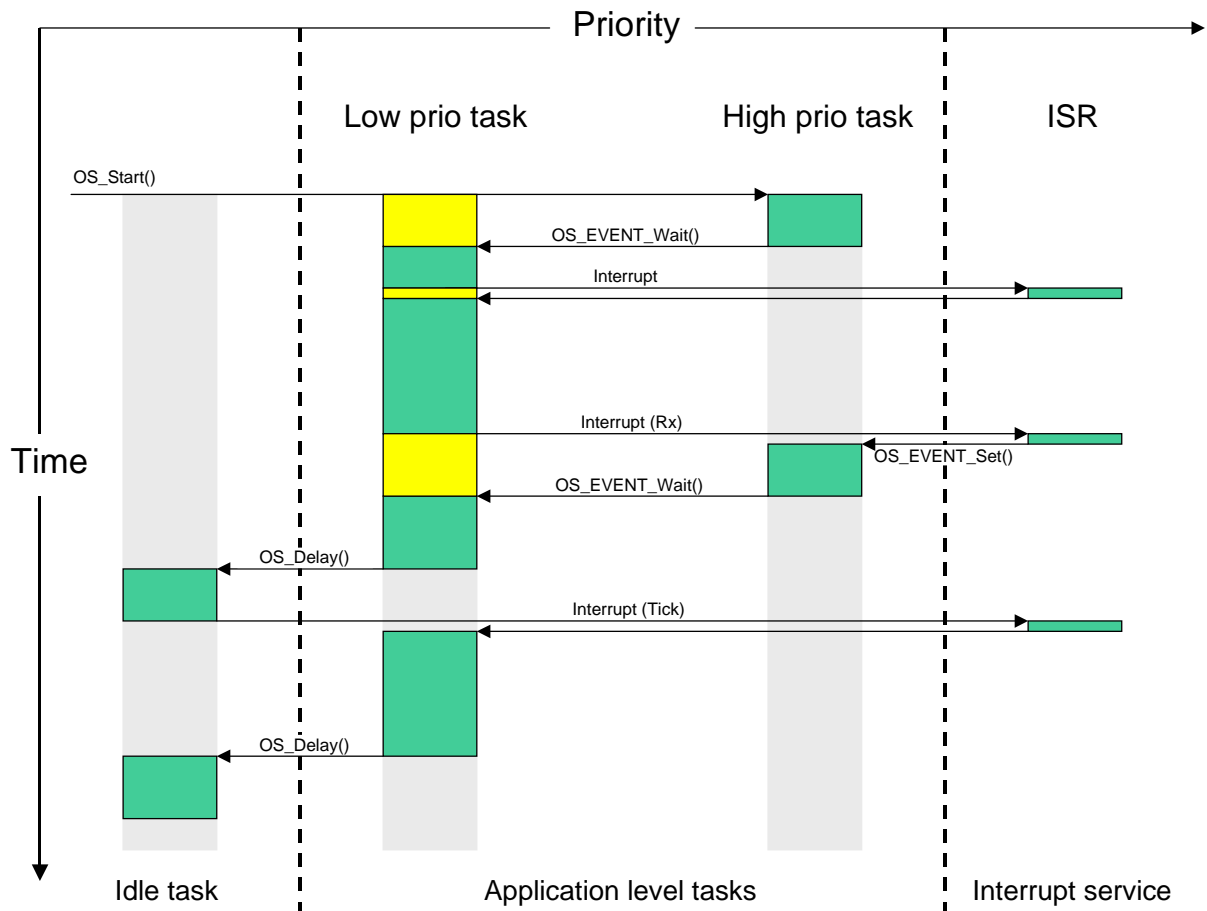 Priority
Low prio task
High prio task
ISR
OS_Start()
OS_EVENT_Wait()
Interrupt
Interrupt (Rx)
Time
OS_EVENT_Set()
OS_EVENT_Wait()
OS_Delay()
Interrupt (Tick)
OS_Delay()
Idle task
Application level tasks
Interrupt service